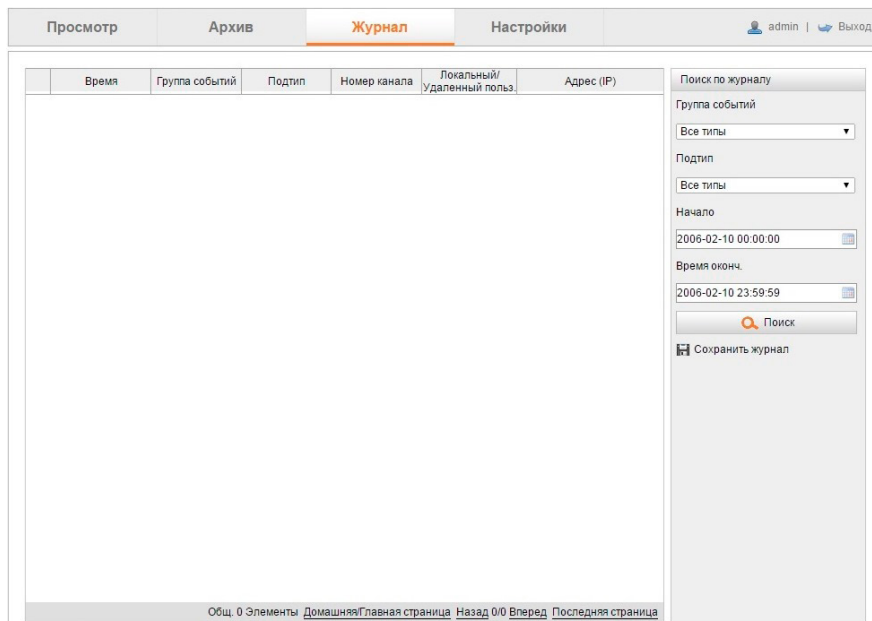 Просмотр Архив Журнал Настройки admin | Выход
Время Группа событий Подтип Номер канала Локальный/ Удаленный польз. Адрес (IP)
Поиск по журналу
Группа событий
Все типы
Подтип
Все типы
Начало
2006-02-10 00:00:00
Время оконч.
2006-02-10 23:59:59
Поиск
Сохранить журнал
Общ. 0 Элементы Домашняя/Главная страница Назад 0/0 Вперед Последняя страница